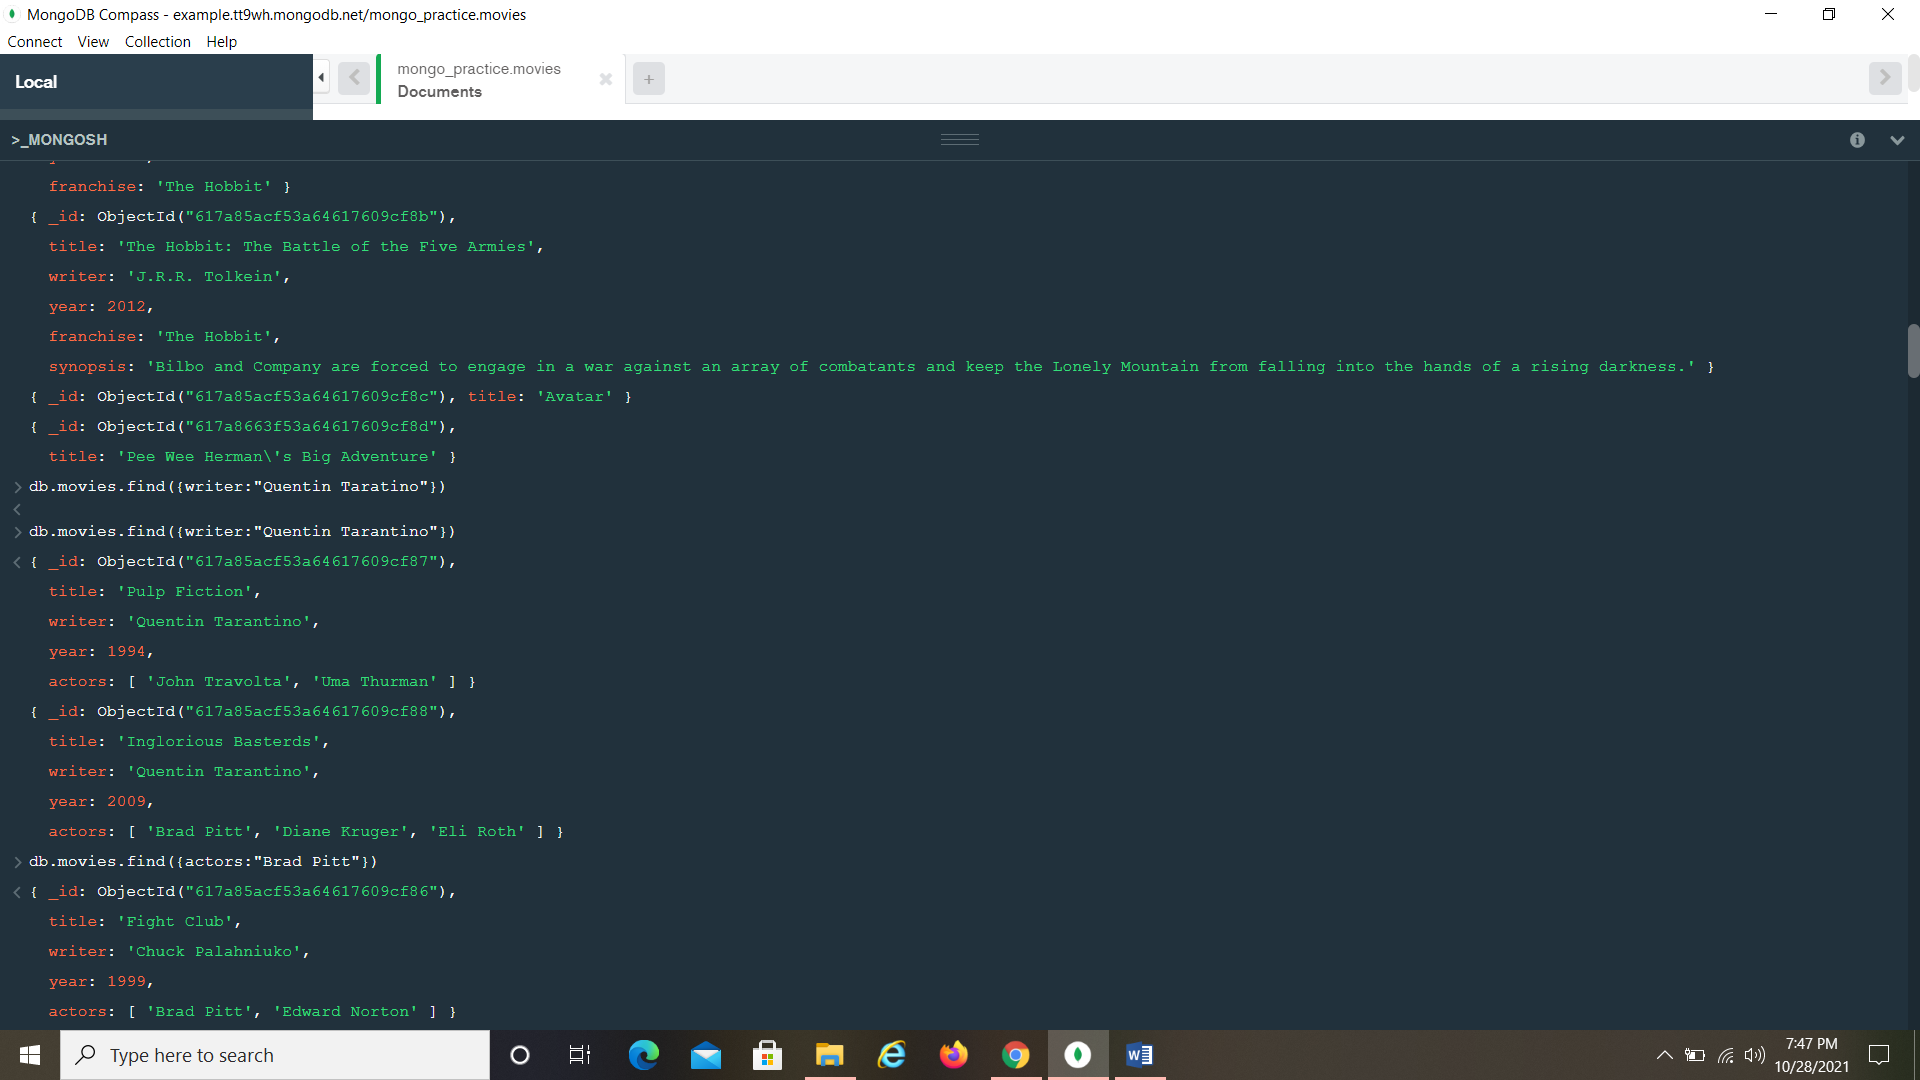 MongoDB Compass - example.tt9wh.mongodb.net/mongo_practice.movies
Connect View Collection Help
Local
mongo_practice.movies
Documents
>_MONGOSH
franchise: 'The Hobbit' }
{ _id: ObjectId("617a85acf53a64617609cf8b"),
title: 'The Hobbit: The Battle of the Five Armies',
writer: 'J.R.R. Tolkein',
year: 2012,
franchise: 'The Hobbit',
synopsis: 'Bilbo and Company are forced to engage in a war against an array of combatants and keep the Lonely Mountain from falling into the hands of a rising darkness.' }
{ _id: ObjectId("617a85acf53a64617609cf8c"), title: 'Avatar' }
{ _id: ObjectId("617a8663f53a64617609cf8d"),
title: 'Pee Wee Herman\'s Big Adventure' }
> db.movies.find({writer:"Quentin Taratino"})
<
> db.movies.find({writer:"Quentin Tarantino"})
< { _id: ObjectId("617a85acf53a64617609cf87"),
title: 'Pulp Fiction',
writer: 'Quentin Tarantino',
year: 1994,
actors: [ 'John Travolta', 'Uma Thurman' ] }
{ _id: ObjectId("617a85acf53a64617609cf88"),
title: 'Inglorious Basterds',
writer: 'Quentin Tarantino',
year: 2009,
actors: [ 'Brad Pitt', 'Diane Kruger', 'Eli Roth' ] }
> db.movies.find({actors:"Brad Pitt"})
< { _id: ObjectId("617a85acf53a64617609cf86"),
title: 'Fight Club',
writer: 'Chuck Palahniuko',
year: 1999,
actors: [ 'Brad Pitt', 'Edward Norton' ] }
Type here to search
7:47 PM
10/28/2021